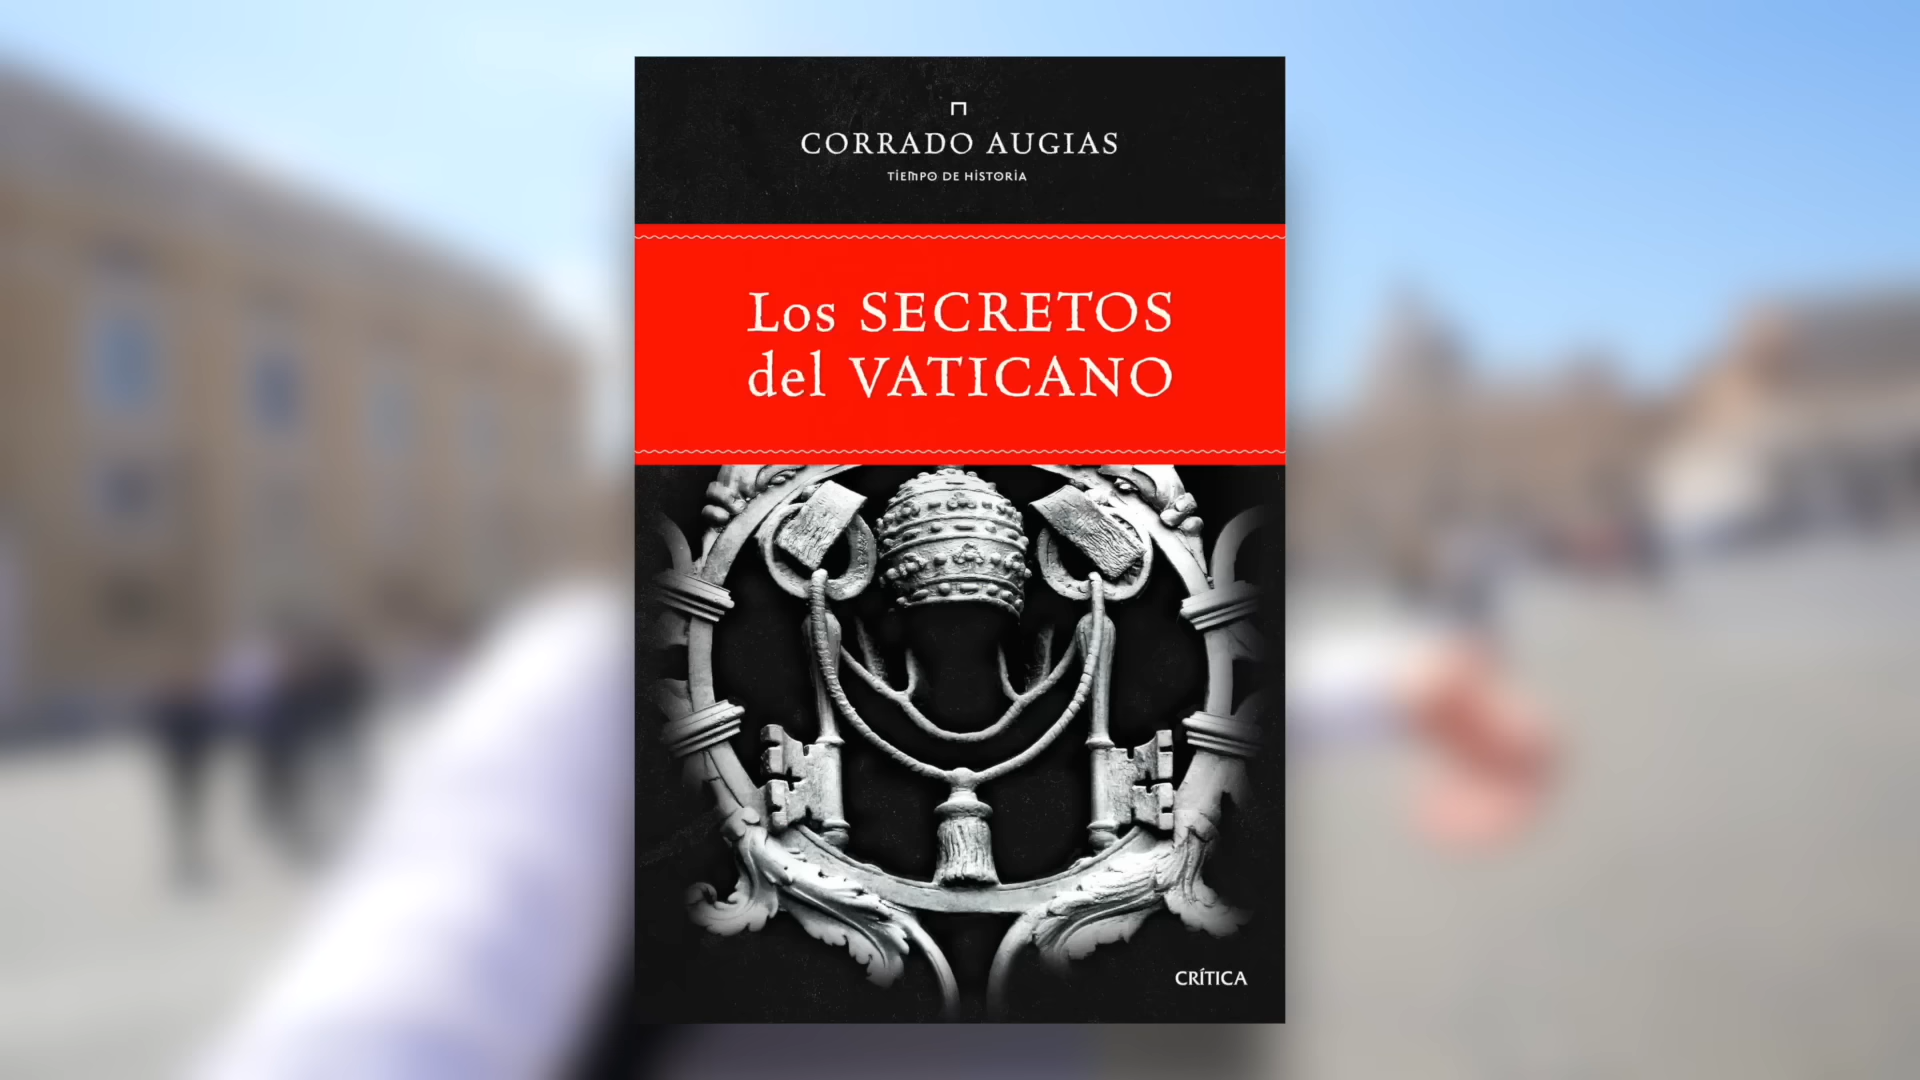 CORRADO AUGIAS
TIEMPO DE HISTORIA
Los SECRETOS
del VATICANO
CRÍTICA